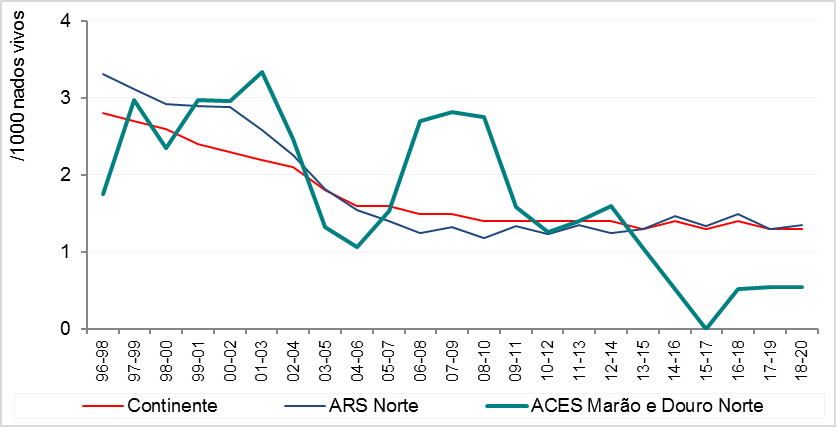 /1000 nados vivos
4
3
2
1
0
96-98 97-99 98-00 99-01 00-02 01-03 02-04 03-05 04-06 05-07 06-08 07-09 08-10 09-11 10-12 11-13 12-14 13-15 14-16 15-17 16-18 17-19 18-20
Continente ARS Norte ACES Marão e Douro Norte